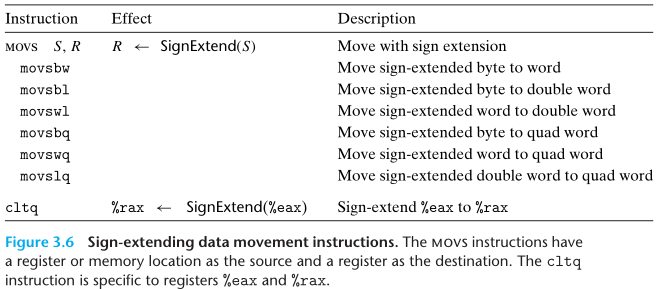 Instruction Effect Description
MOVS S, R R ← SignExtend(S) Move with sign extension
movsbw Move sign-extended byte to word
movsbl Move sign-extended byte to double word
movswl Move sign-extended word to double word
movsbq Move sign-extended byte to quad word
movswq Move sign-extended word to quad word
movslq Move sign-extended double word to quad word
cltq %rax ← SignExtend(%eax) Sign-extend %eax to %rax
Figure 3.6 Sign-extending data movement instructions. The MOVS instructions have
a register or memory location as the source and a register as the destination. The cltq
instruction is specific to registers %eax and %rax.